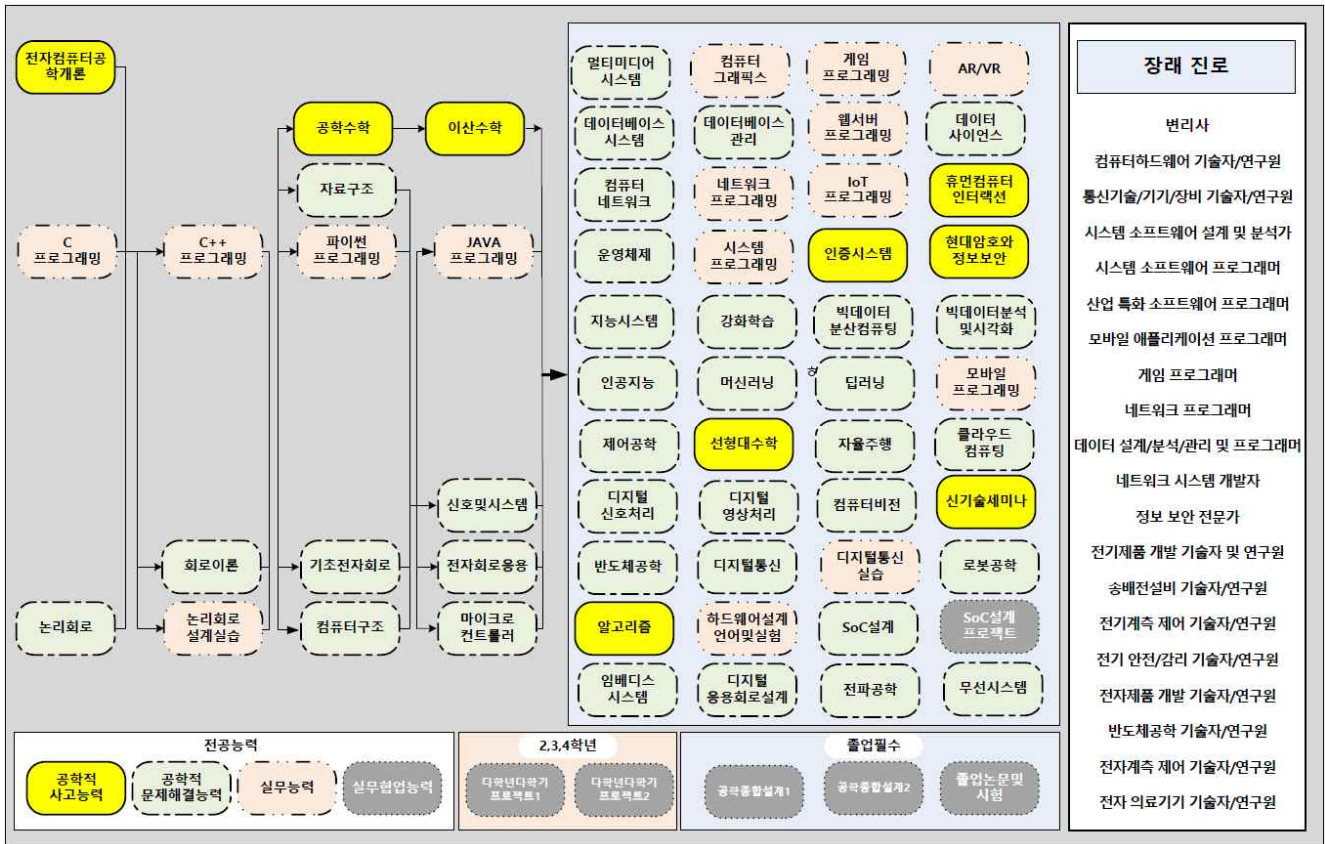 전자컴퓨터공
학개론
공학수학
이산수학
자료구조
C
프로그래밍
C++
프로그래밍
파이썬
프로그래밍
JAVA
프로그래밍
신호및시스템
회로이론
기초전자회로
전자회로응용
논리회로
논리회로
설계실습
컴퓨터구조
마이크로
컨트롤러
멀티미디어
시스템
컴퓨터
그래픽스
게임
프로그래밍
AR/VR
데이터베이스
시스템
데이터베이스
관리
웹서버
프로그래밍
데이터
사이언스
컴퓨터
네트워크
네트워크
프로그래밍
IoT
프로그래밍
휴먼컴퓨터
인터랙션
운영체제
시스템
프로그래밍
인증시스템
현대암호와
정보보안
지능시스템
강화학습
빅데이터
분산컴퓨팅
빅데이터분석
및시각화
인공지능
머신러닝
딥러닝
모바일
프로그래밍
제어공학
선형대수학
자율주행
클라우드
컴퓨팅
디지털
신호처리
디지털
영상처리
컴퓨터비전
신기술세미나
반도체공학
디지털통신
디지털통신
실습
로봇공학
알고리즘
하드웨어설계
언어및실험
SoC설계
SoC설계
프로젝트
임베디스
시스템
디지털
응용회로설계
전파공학
무선시스템
장래 진로
변리사
컴퓨터하드웨어 기술자/연구원
통신기술/기기/장비 기술자/연구원
시스템 소프트웨어 설계 및 분석가
시스템 소프트웨어 프로그래머
산업 특화 소프트웨어 프로그래머
모바일 애플리케이션 프로그래머
게임 프로그래머
네트워크 프로그래머
데이터 설계/분석/관리 및 프로그래머
네트워크 시스템 개발자
정보 보안 전문가
전기제품 개발 기술자 및 연구원
송배전설비 기술자/연구원
전기계측 제어 기술자/연구원
전기 안전/감리 기술자/연구원
전자제품 개발 기술자/연구원
반도체공학 기술자/연구원
전자계측 제어 기술자/연구원
전자 의료기기 기술자/연구원
전공능력
공학적
사고능력
공학적
문제해결능력
실무능력
실무협업능력
2,3,4학년
다학년다학기
프로젝트1
다학년다학기
프로젝트2
졸업필수
공학종합설계1
공학종합설계2
졸업논문및
시험